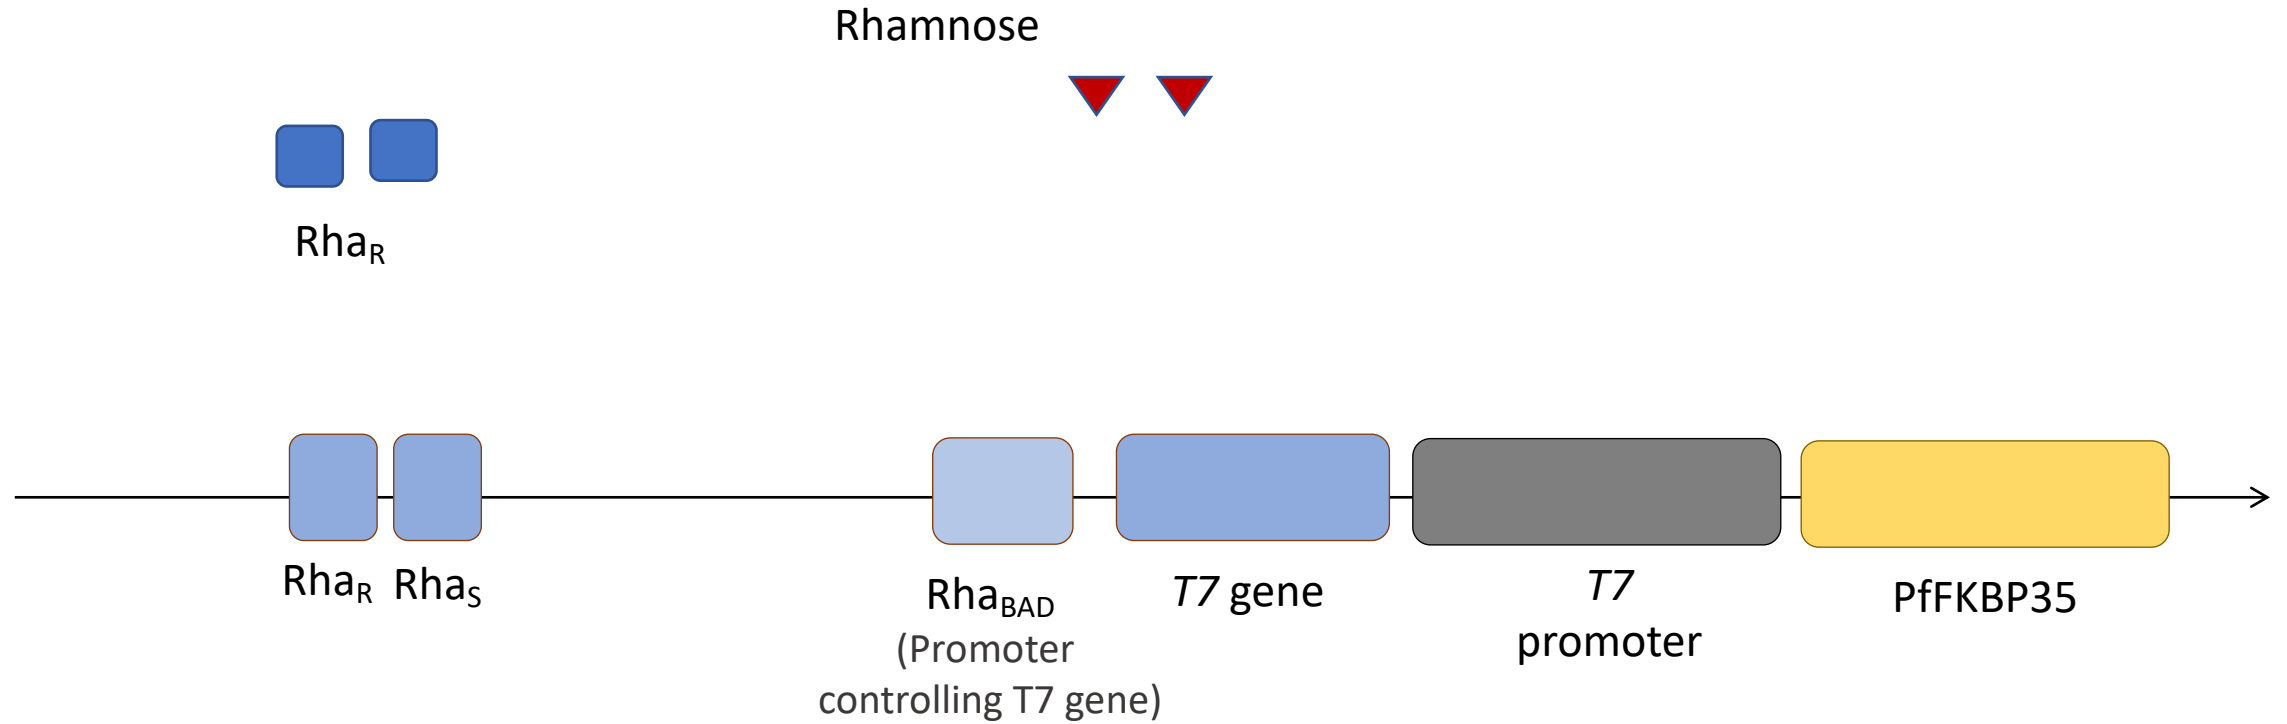 Rhamnose
RhaR
RhaR RhaS
RhaBAD
(Promoter
controlling T7 gene)
T7 gene
T7
promoter
PfFKBP35